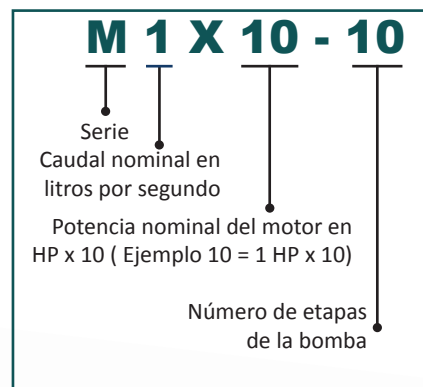 M 1 X 10 - 10
Serie
Caudal nominal en
litros por segundo
Potencia nominal del motor en
HP x 10 ( Ejemplo 10 = 1 HP x 10)
Número de etapas
de la bomba